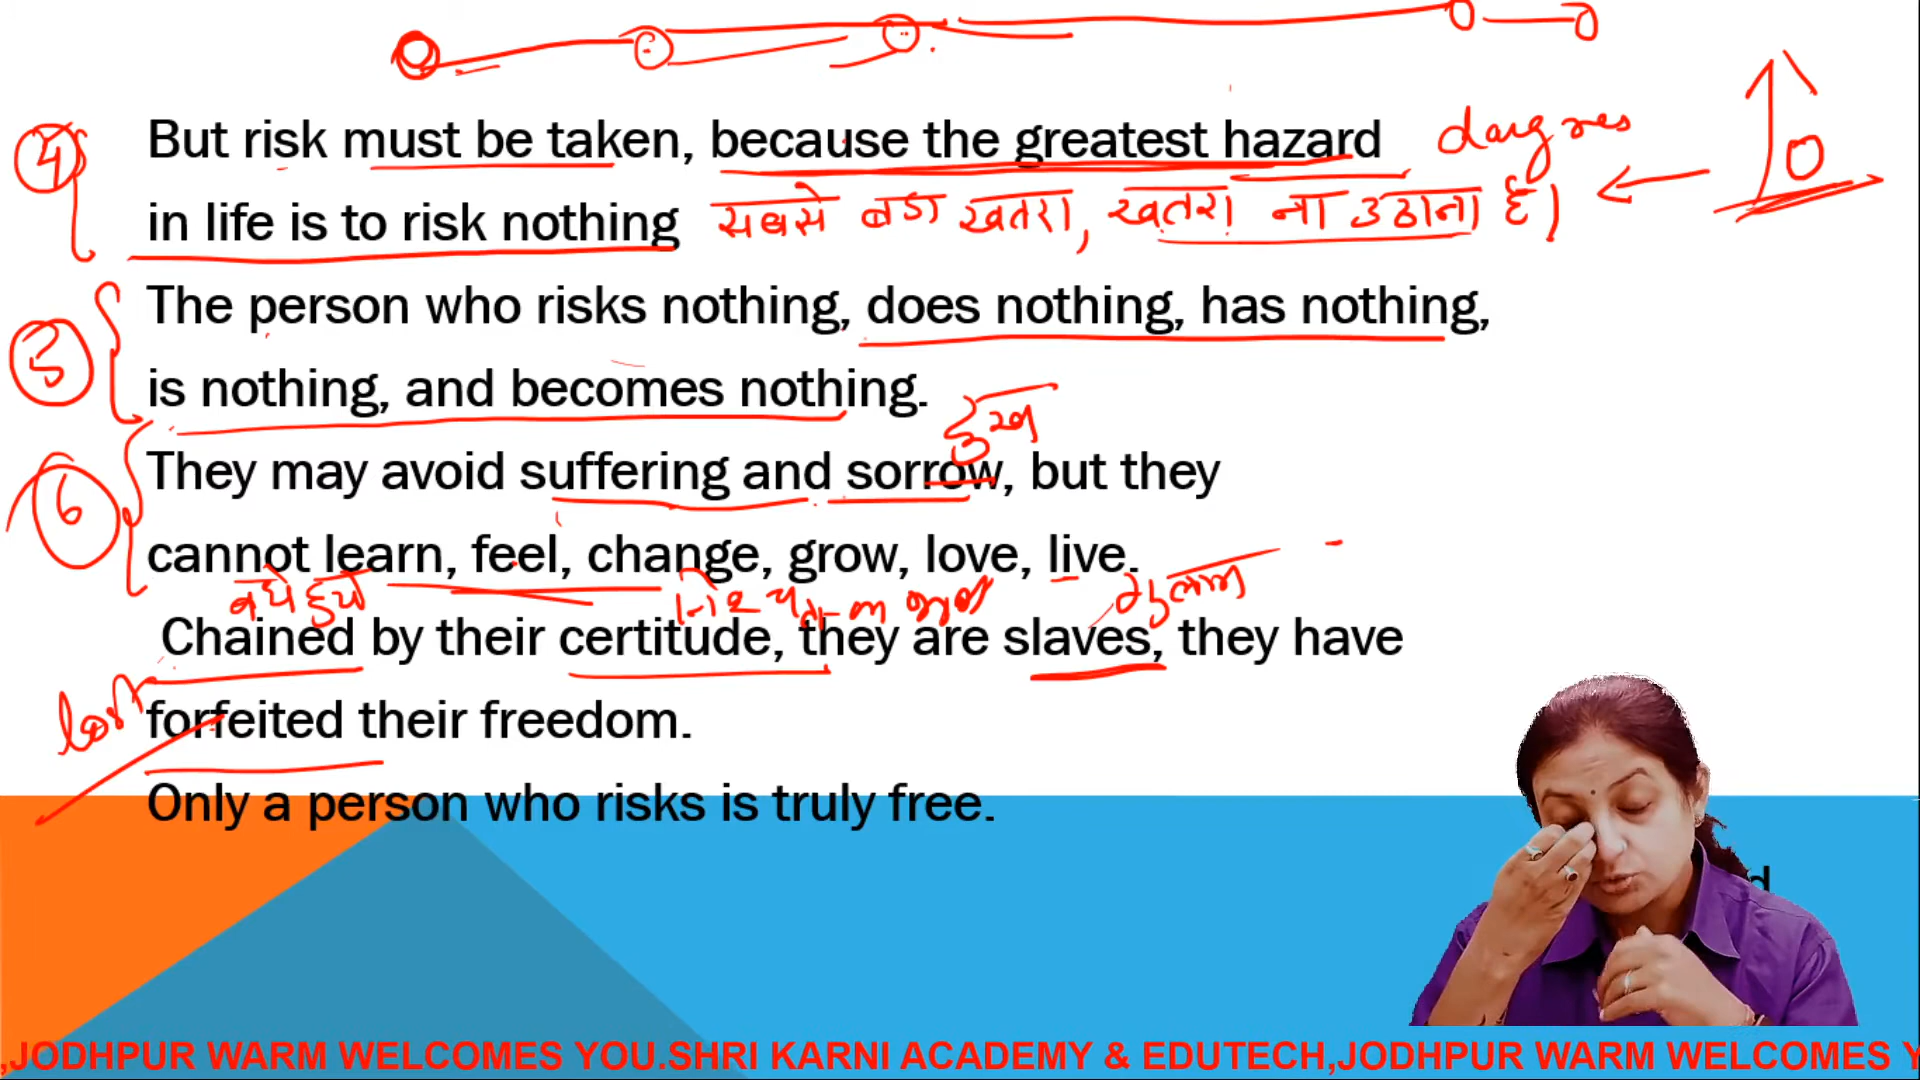 But risk must be taken, because the greatest hazard
④
in life is to risk nothing सबसे बडा खतरा, खतरा ना उठाना है।
The person who risks nothing, does nothing, has nothing,
⑤
is nothing, and becomes nothing.
They may avoid suffering and sorrow, but they
⑥
cannot learn, feel, change, grow, love, live.
Chained by their certitude, they are slaves, they have
forfeited their freedom.
Only a person who risks is truly free.
d
,JODHPUR WARM WELCOMES YOU.SHRI KARNI ACADEMY & EDUTECH,JODHPUR WARM WELCOMES Y